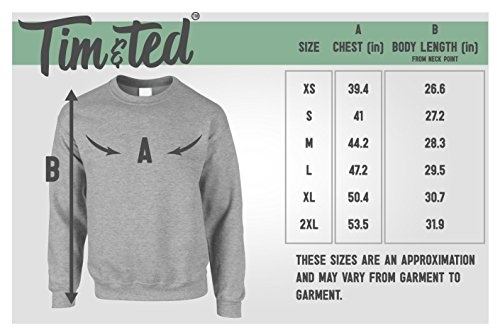 Tim & Ted TM
A B
SIZE CHEST (in) BODY LENGTH (in)
FROM NECK POINT
XS 39.4 26.6
S 41 27.2
M 44.2 28.3
L 47.2 29.5
XL 50.4 30.7
2XL 53.5 31.9
B
A
THESE SIZES ARE AN APPROXIMATION
AND MAY VARY FROM GARMENT TO
GARMENT.